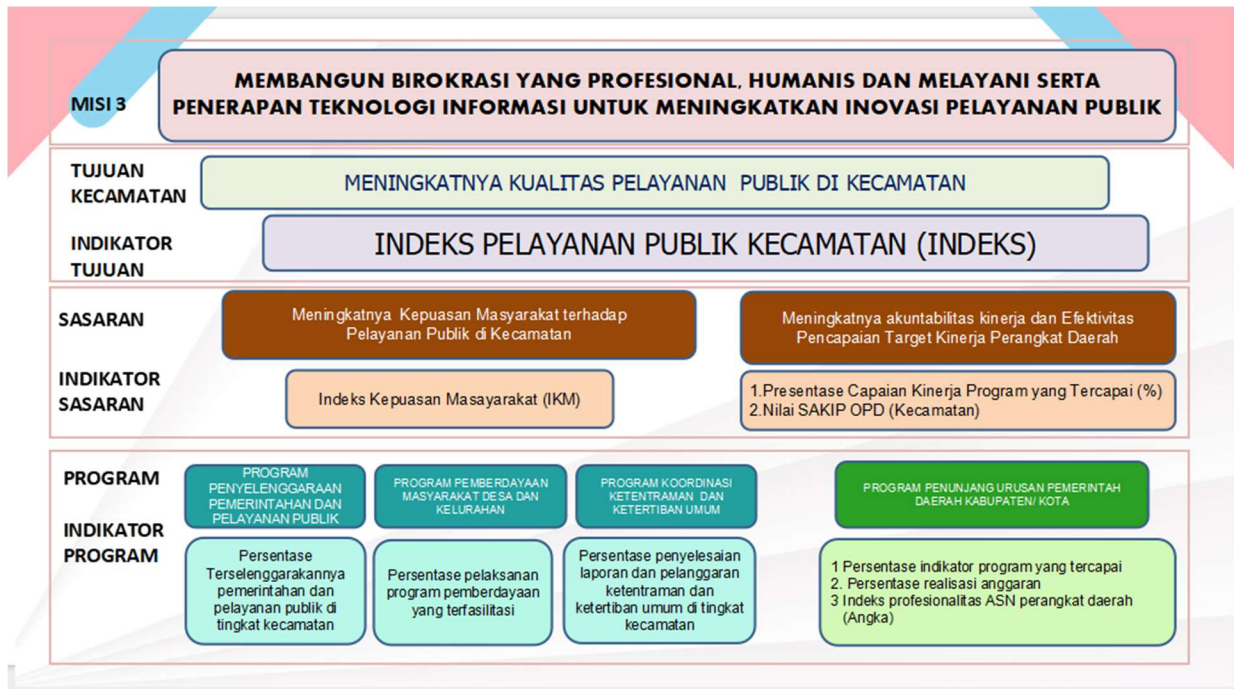 MISI 3
MEMBANGUN BIROKRASI YANG PROFESIONAL, HUMANIS DAN MELAYANI SERTA
PENERAPAN TEKNOLOGI INFORMASI UNTUK MENINGKATKAN INOVASI PELAYANAN PUBLIK
TUJUAN
KECAMATAN
MENINGKATNYA KUALITAS PELAYANAN PUBLIK DI KECAMATAN
INDIKATOR
TUJUAN
INDEKS PELAYANAN PUBLIK KECAMATAN (INDEKS)
SASARAN
Meningkatnya Kepuasan Masyarakat terhadap
Pelayanan Publik di Kecamatan
Meningkatnya akuntabilitas kinerja dan Efektivitas
Pencapaian Target Kinerja Perangkat Daerah
INDIKATOR
SASARAN
Indeks Kepuasan Masayarakat (IKM)
1.Presentase Capaian Kinerja Program yang Tercapai (%)
2.Nilai SAKIP OPD (Kecamatan)
PROGRAM
PROGRAM
PENYELENGGARAAN
PEMERINTAHAN DAN
PELAYANAN PUBLIK
PROGRAM PEMBERDAYAAN
MASYARAKAT DESA DAN
KELURAHAN
PROGRAM KOORDINASI
KETENTRAMAN DAN
KETERTIBAN UMUM
PROGRAM PENUNJANG URUSAN PEMERINTAH
DAERAH KABUPATEN/ KOTA
INDIKATOR
PROGRAM
Persentase
Terselenggarakannya
pemerintahan dan
pelayanan publik di
tingkat kecamatan
Persentase pelaksanan
program pemberdayaan
yang terfasilitasi
Persentase penyelesaian
laporan dan pelanggaran
ketentraman dan
ketertiban umum di tingkat
kecamatan
1 Persentase indikator program yang tercapai
2. Persentase realisasi anggaran
3 Indeks profesionalitas ASN perangkat daerah
(Angka)